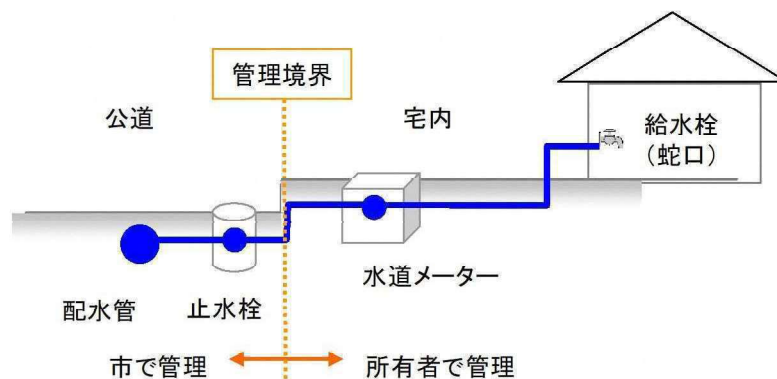 管理境界
公道
宅内
給水栓
（蛇口）
水道メーター
配水管
止水栓
市で管理
所有者で管理